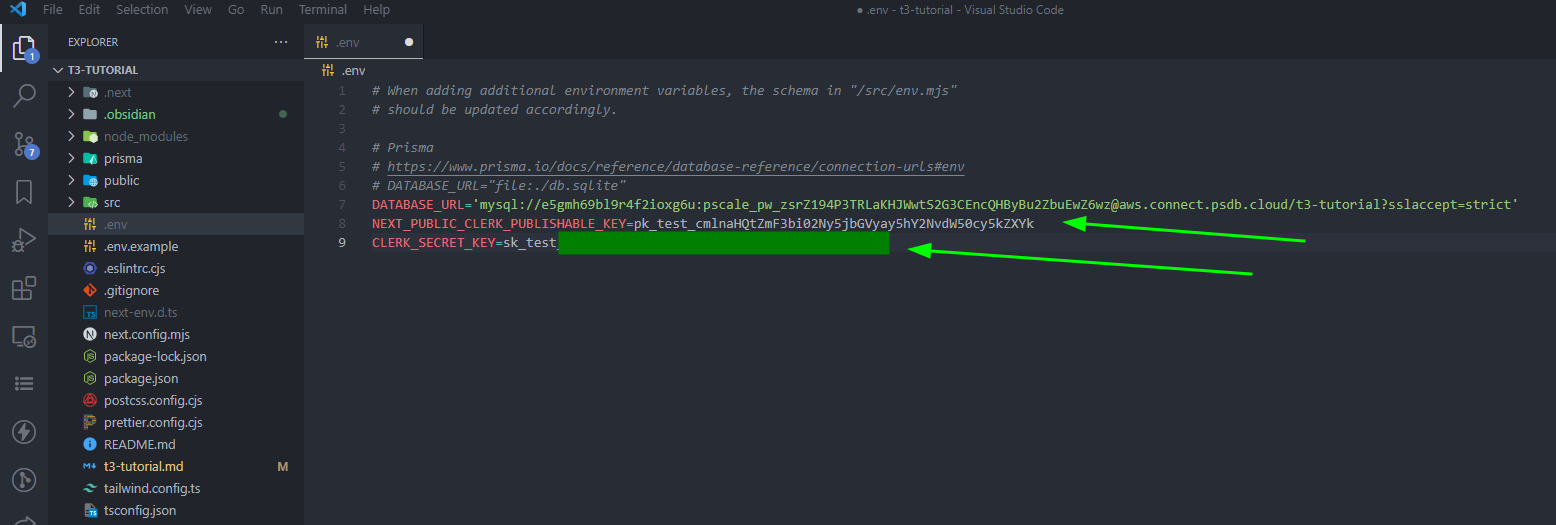 File Edit Selection View Go Run Terminal Help
● .env - t3-tutorial - Visual Studio Code
1
7
EXPLORER ···
T3-TUTORIAL
.next
.obsidian
node_modules
prisma
public
src
.env
.env.example
.eslintrc.cjs
.gitignore
next-env.d.ts
next.config.mjs
package-lock.json
package.json
postcss.config.cjs
prettier.config.cjs
README.md
t3-tutorial.md M
tailwind.config.ts
tsconfig.json
.env
.env
1 # When adding additional environment variables, the schema in "/src/env.mjs"
2 # should be updated accordingly.
3
4 # Prisma
5 # https://www.prisma.io/docs/reference/database-reference/connection-urls#env
6 # DATABASE_URL="file:./db.sqlite"
7 DATABASE_URL='mysql://e5gmh69bl9r4f2ioxg6u:pscale_pw_zsrZ194P3TRLaKHJWwtS2G3CEncQHByBu2ZbuEwZ6wz@aws.connect.psdb.cloud/t3-tutorial?sslaccept=strict'
8 NEXT_PUBLIC_CLERK_PUBLISHABLE_KEY=pk_test_cmlnaHQtZmF3bi02Ny5jbGVyay5hY2NvdW50cy5kZXYk
9 CLERK_SECRET_KEY=sk_test_